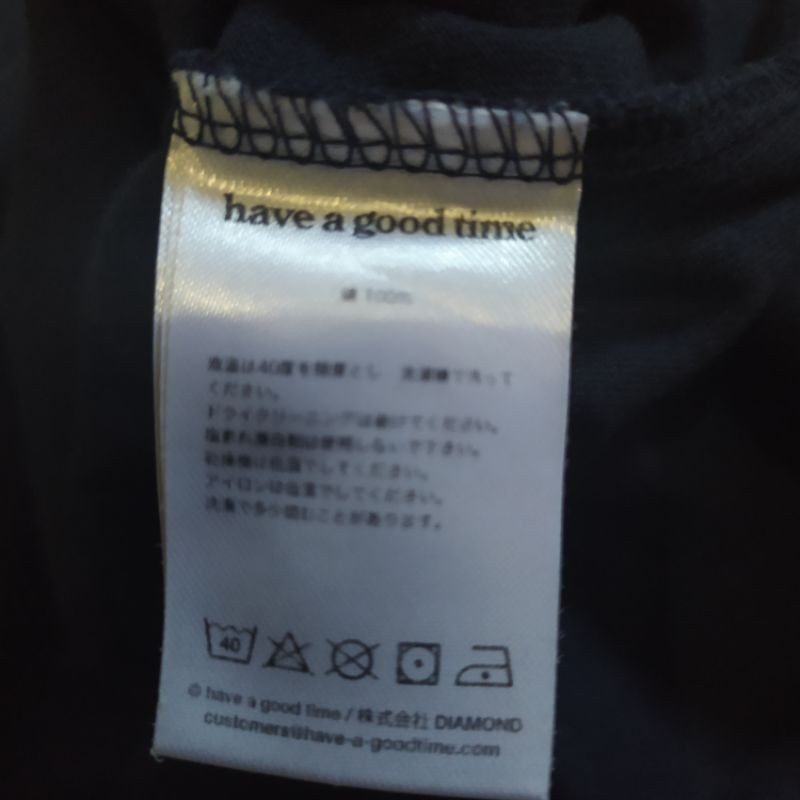 have a good time
綿 100%
液温は40度を限度とし 洗濯機で洗って
ください。
ドライクリーニングは避けてください。
塩素系漂白剤は使用しないで下さい。
乾燥機は低温でしてください。
アイロンは低温でしてください。
洗濯で多少縮むことがあります。
40
© have a good time / 株式会社 DIAMOND
customers@have-a-goodtime.com